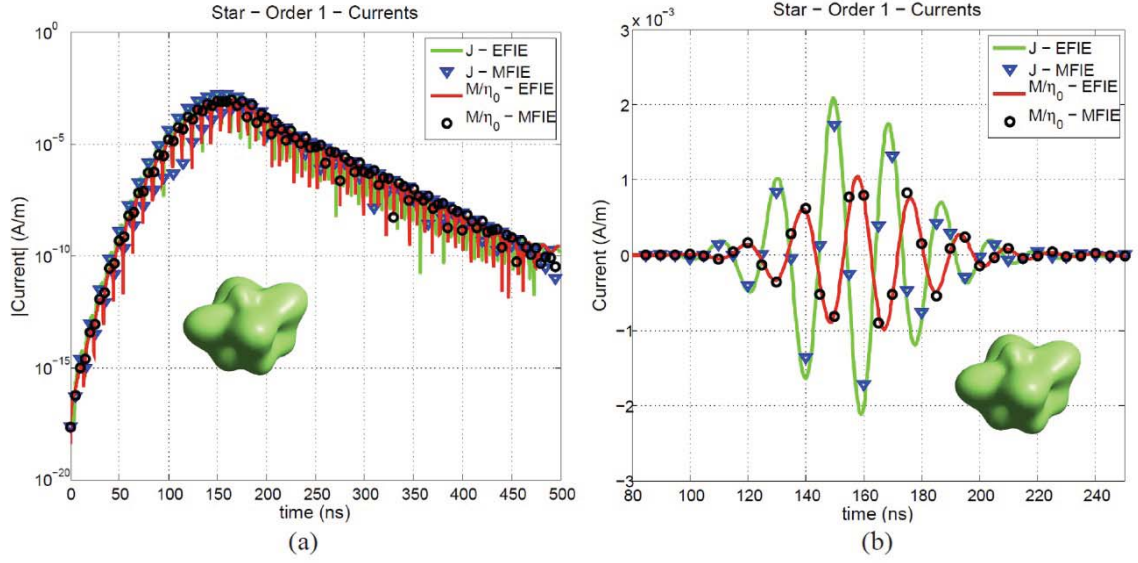 Star − Order 1 − Currents
10⁰
10⁻⁵
10⁻¹⁰
10⁻¹⁵
10⁻²⁰
|Current| (A/m)
J − EFIE
J − MFIE
M/η₀ − EFIE
M/η₀ − MFIE
0 50 100 150 200 250 300 350 400 450 500
time (ns)
(a)
Star − Order 1 − Currents
3 x 10⁻³
2
1
0
−1
−2
−3
Current (A/m)
J − EFIE
J − MFIE
M/η₀ − EFIE
M/η₀ − MFIE
80 100 120 140 160 180 200 220 240
time (ns)
(b)